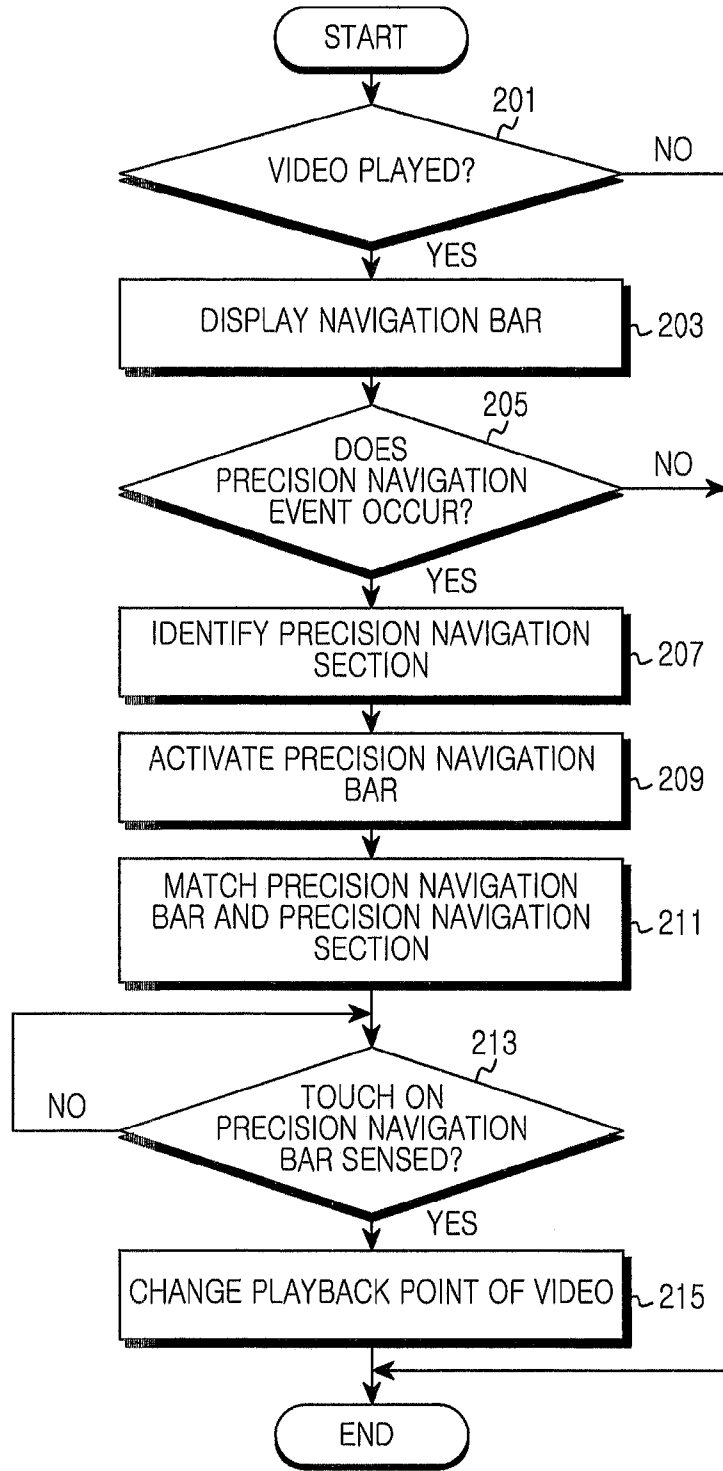 START
201
VIDEO PLAYED?
NO
YES
DISPLAY NAVIGATION BAR
203
205
DOES
PRECISION NAVIGATION
EVENT OCCUR?
NO
YES
IDENTIFY PRECISION NAVIGATION
SECTION
207
ACTIVATE PRECISION NAVIGATION
BAR
209
MATCH PRECISION NAVIGATION
BAR AND PRECISION NAVIGATION
SECTION
211
213
TOUCH ON
PRECISION NAVIGATION
BAR SENSED?
NO
YES
CHANGE PLAYBACK POINT OF VIDEO
215
END